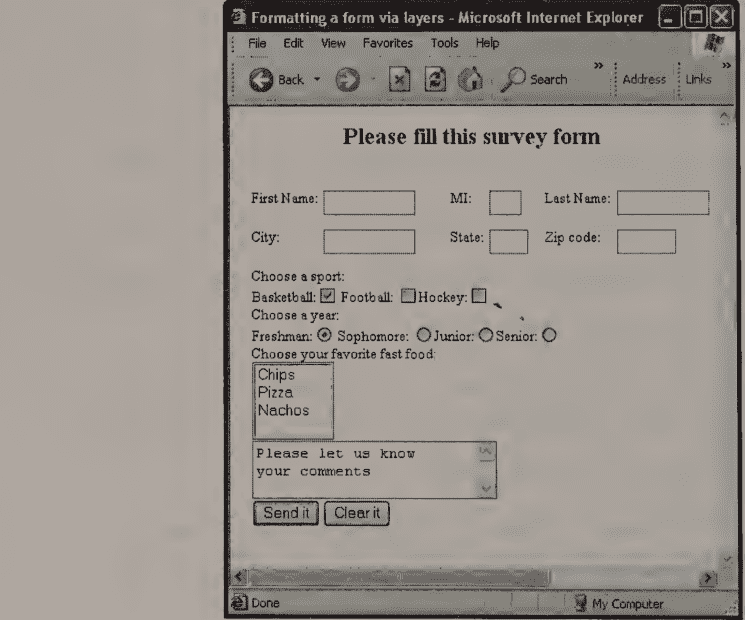 Formatting a form via layers - Microsoft Internet Explorer
File Edit View Favorites Tools Help
Back Search » Address Links »
Please fill this survey form
First Name: MI: Last Name:
City: State: Zip code:
Choose a sport:
Basketball: Football: Hockey:
Choose a year:
Freshman: Sophomore: Junior: Senior:
Choose your favorite fast food:
Chips
Pizza
Nachos
Please let us know
your comments
Send it Clear it
Done My Computer